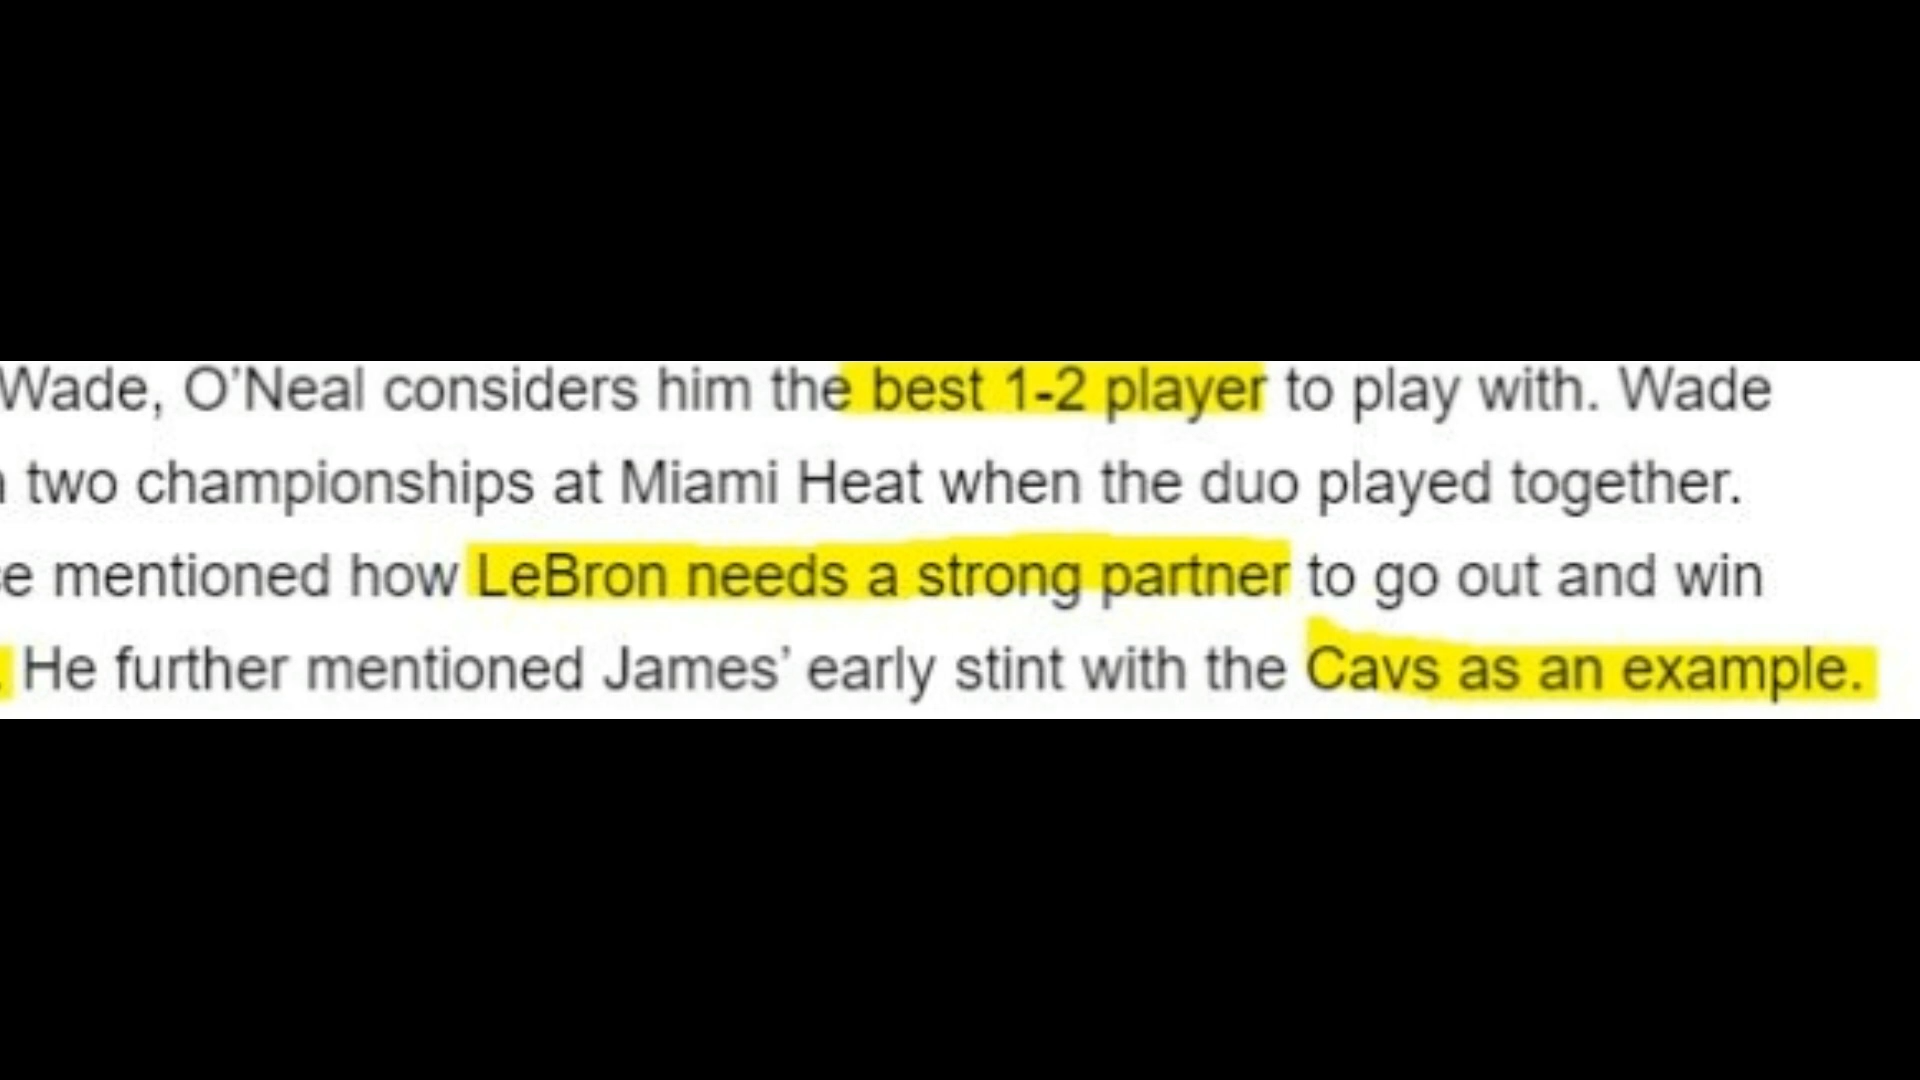 Wade, O’Neal considers him the best 1-2 player to play with. Wade
two championships at Miami Heat when the duo played together.
mentioned how LeBron needs a strong partner to go out and win
He further mentioned James’ early stint with the Cavs as an example.